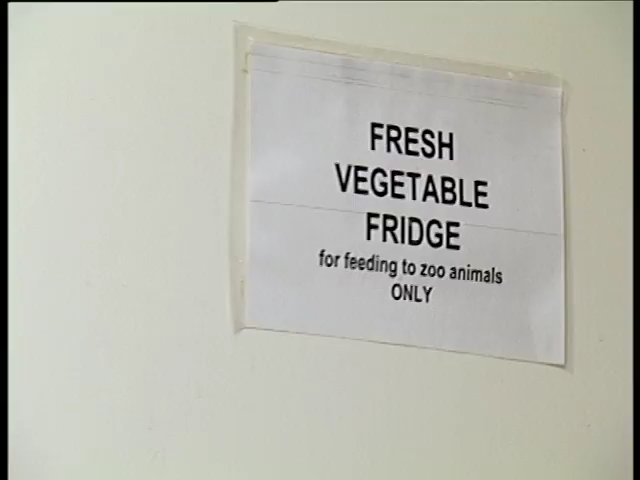 FRESH
VEGETABLE
FRIDGE
for feeding to zoo animals
ONLY